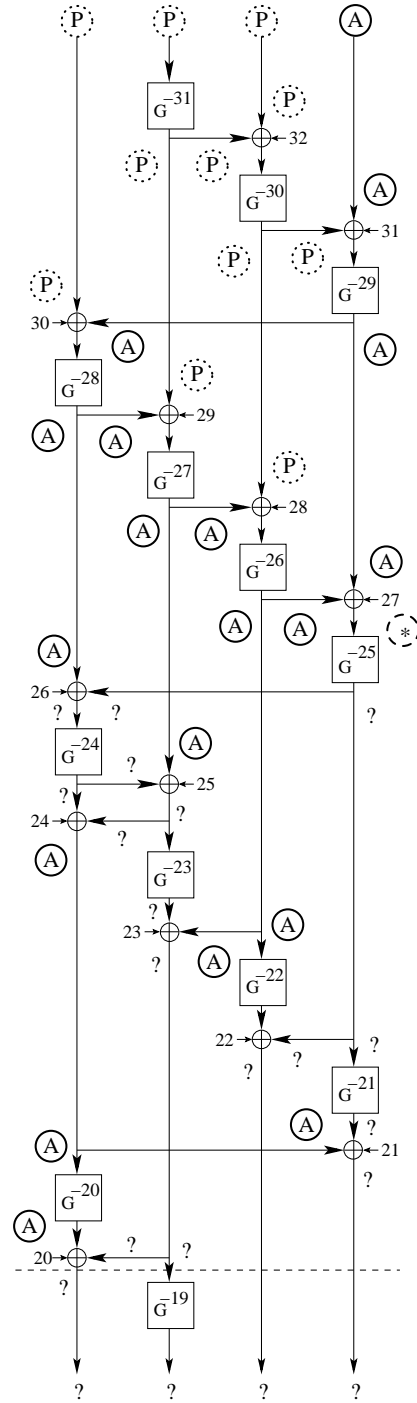 P P P A
G-31
P
32
P P
G-30
A
31
P P
G-29
P
30
A A
G-28
P
A A
29
G-27
P
A A
28
G-26
A
27
A A
G-25
*
A
26
? ? ?
G-24
A
? ?
25
24
? ?
A
G-23
?
23
A
? A
G-22
22
? ?
?
G-21
A ?
A
21
?
G-20
A
20
? ?
?
G-19
? ? ? ?